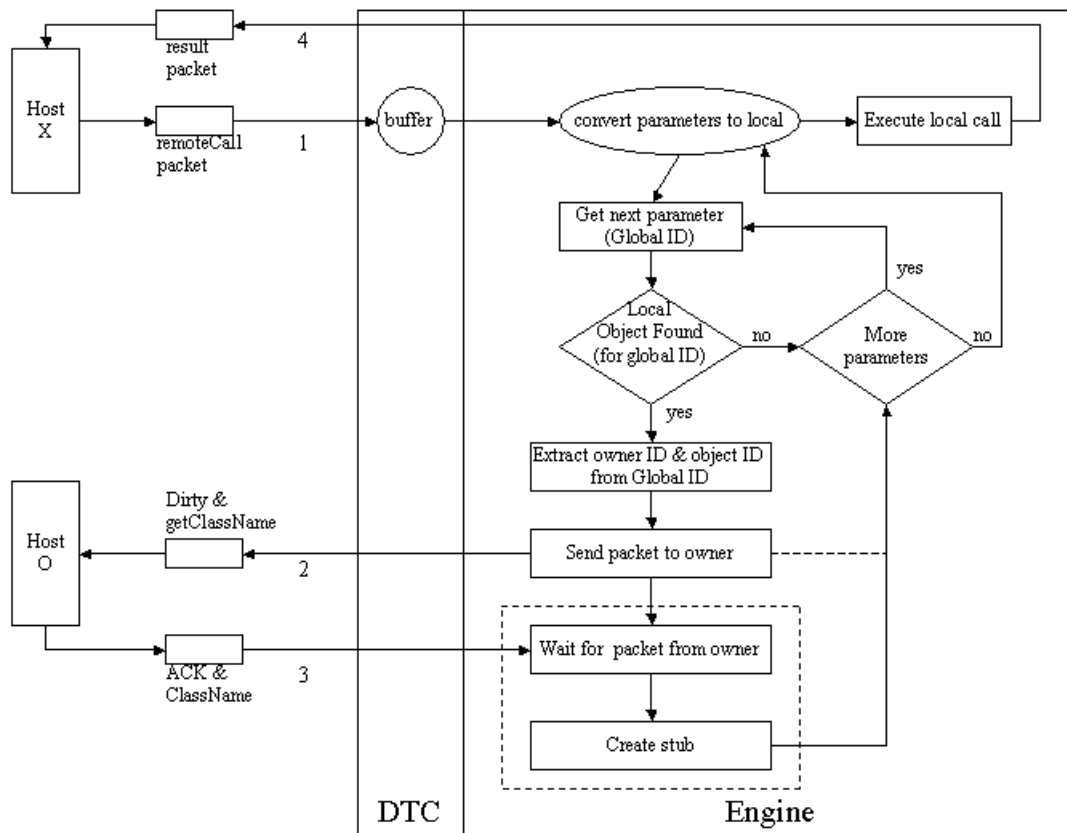 4
result
packet
Host
X
buffer
convert parameters to local
Execute local call
remoteCall
packet
1
Get next parameter
(Global ID)
yes
Local
Object Found
(for global ID)
no
More
parameters
no
yes
Extract owner ID & object ID
from Global ID
Dirty &
getClassName
Host
O
2
Send packet to owner
Wait for packet from owner
ACK &
ClassName
3
Create stub
DTC
Engine